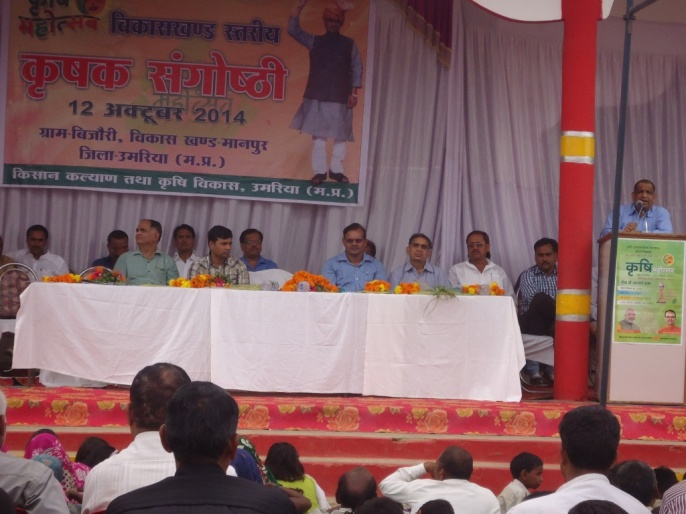 कृषि
महोत्सव
विकासखण्ड स्तरीय
कृषक संगोष्ठी
12 अक्टूबर 2014
ग्राम-बिजौरी, विकास खण्ड-मानपुर
जिला-उमरिया (म.प्र.)
किसान कल्याण तथा कृषि विकास, उमरिया (म.प्र.)
कृषि